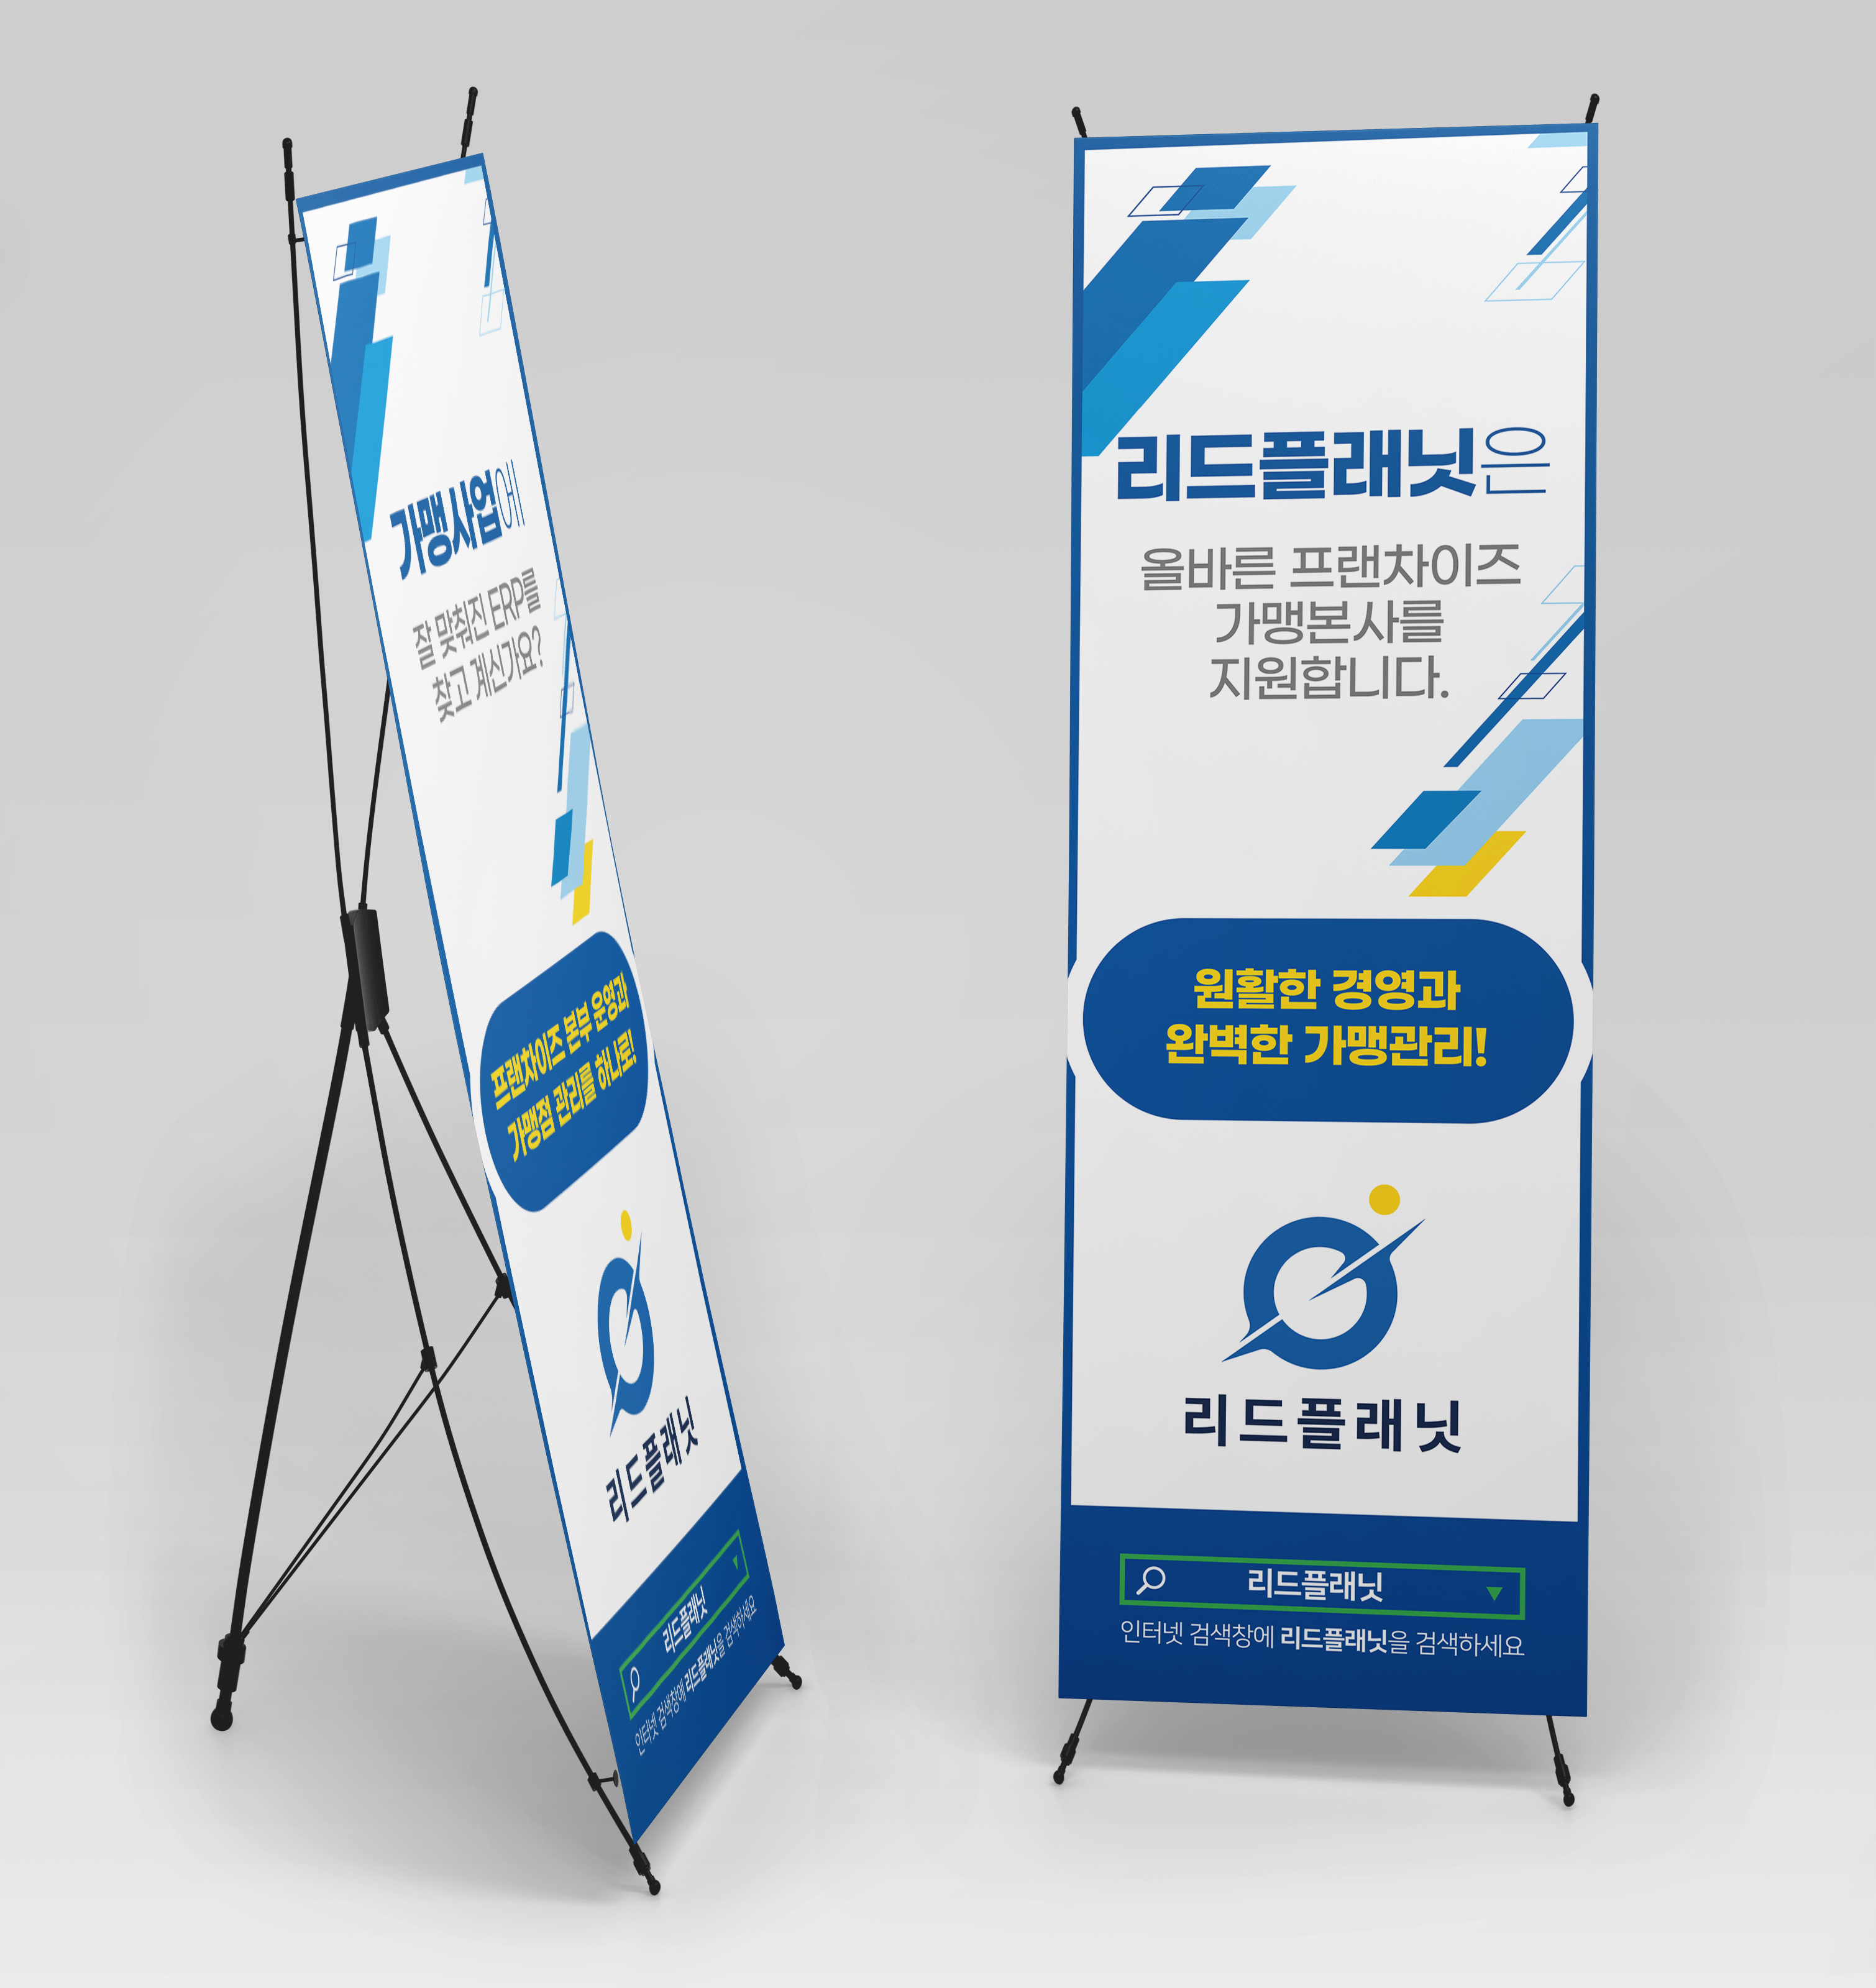 가맹사업에
잘 맞춰진 ERP를
찾고 계신가요?
프랜차이즈 본부 운영과
가맹점 관리를 하나로!
리드플래닛
리드플래닛
인터넷 검색창에 리드플래닛을 검색하세요
리드플래닛은
올바른 프랜차이즈
가맹본사를
지원합니다.
원활한 경영과
완벽한 가맹관리!
리드플래닛
리드플래닛
인터넷 검색창에 리드플래닛을 검색하세요